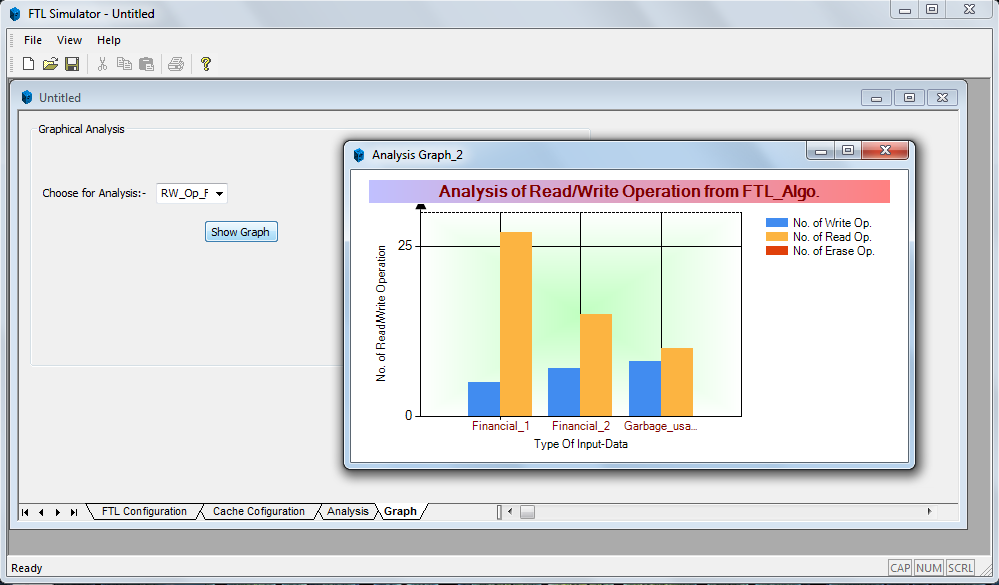 FTL Simulator - Untitled
File View Help
Untitled
Graphical Analysis
Choose for Analysis:- RW_Op_F
Show Graph
Analysis Graph_2
Analysis of Read/Write Operation from FTL_Algo.
No. of Write Op.
No. of Read Op.
No. of Erase Op.
No. of Read/Write Operation
25
0
Financial_1 Financial_2 Garbage_usa...
Type Of Input-Data
FTL Configuration Cache Cofiguration Analysis Graph
Ready CAP NUM SCRL